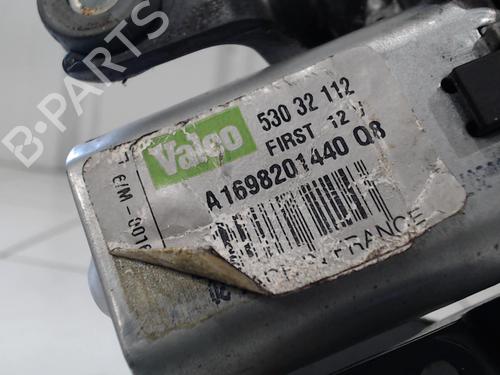 B-Parts
Valeo
530 32 112
FIRST 12
A1698201440 Q8
FRANCE